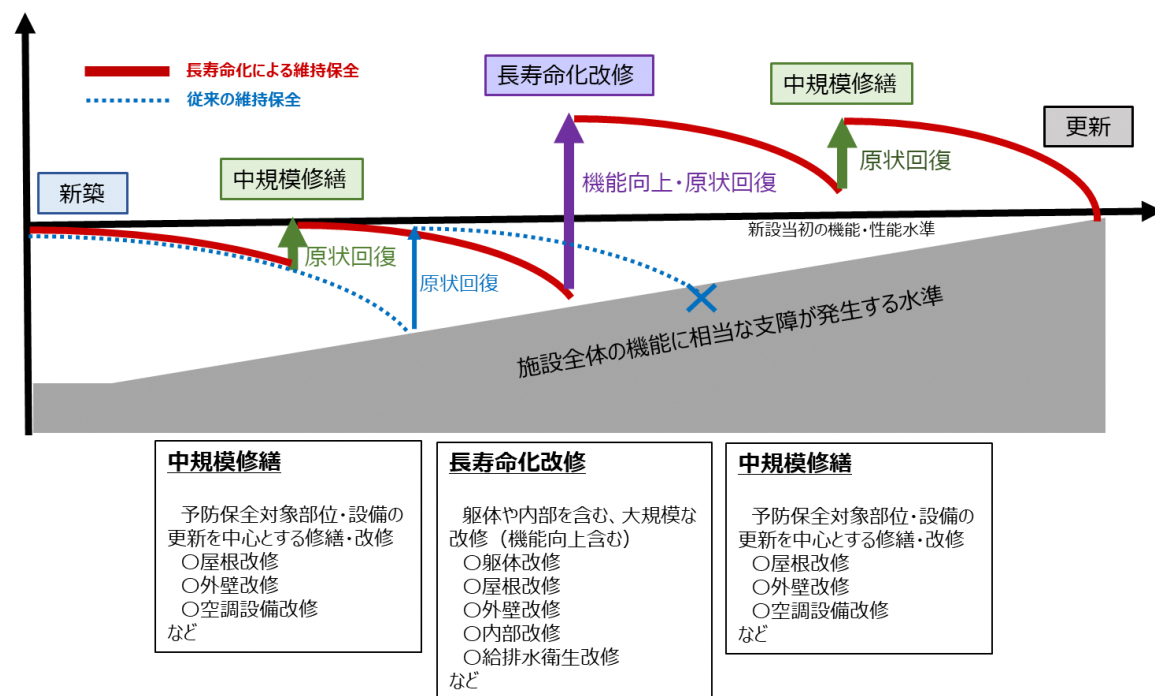 長寿命化による維持保全
従来の維持保全
新築
中規模修繕
原状回復
原状回復
長寿命化改修
機能向上・原状回復
中規模修繕
原状回復
更新
新設当初の機能・性能水準
施設全体の機能に相当な支障が発生する水準
中規模修繕
予防保全対象部位・設備の
更新を中心とする修繕・改修
〇屋根改修
〇外壁改修
〇空調設備改修
など
長寿命化改修
躯体や内部を含む、大規模な
改修（機能向上含む）
〇躯体改修
〇屋根改修
〇外壁改修
〇内部改修
〇給排水衛生改修
など
中規模修繕
予防保全対象部位・設備の
更新を中心とする修繕・改修
〇屋根改修
〇外壁改修
〇空調設備改修
など